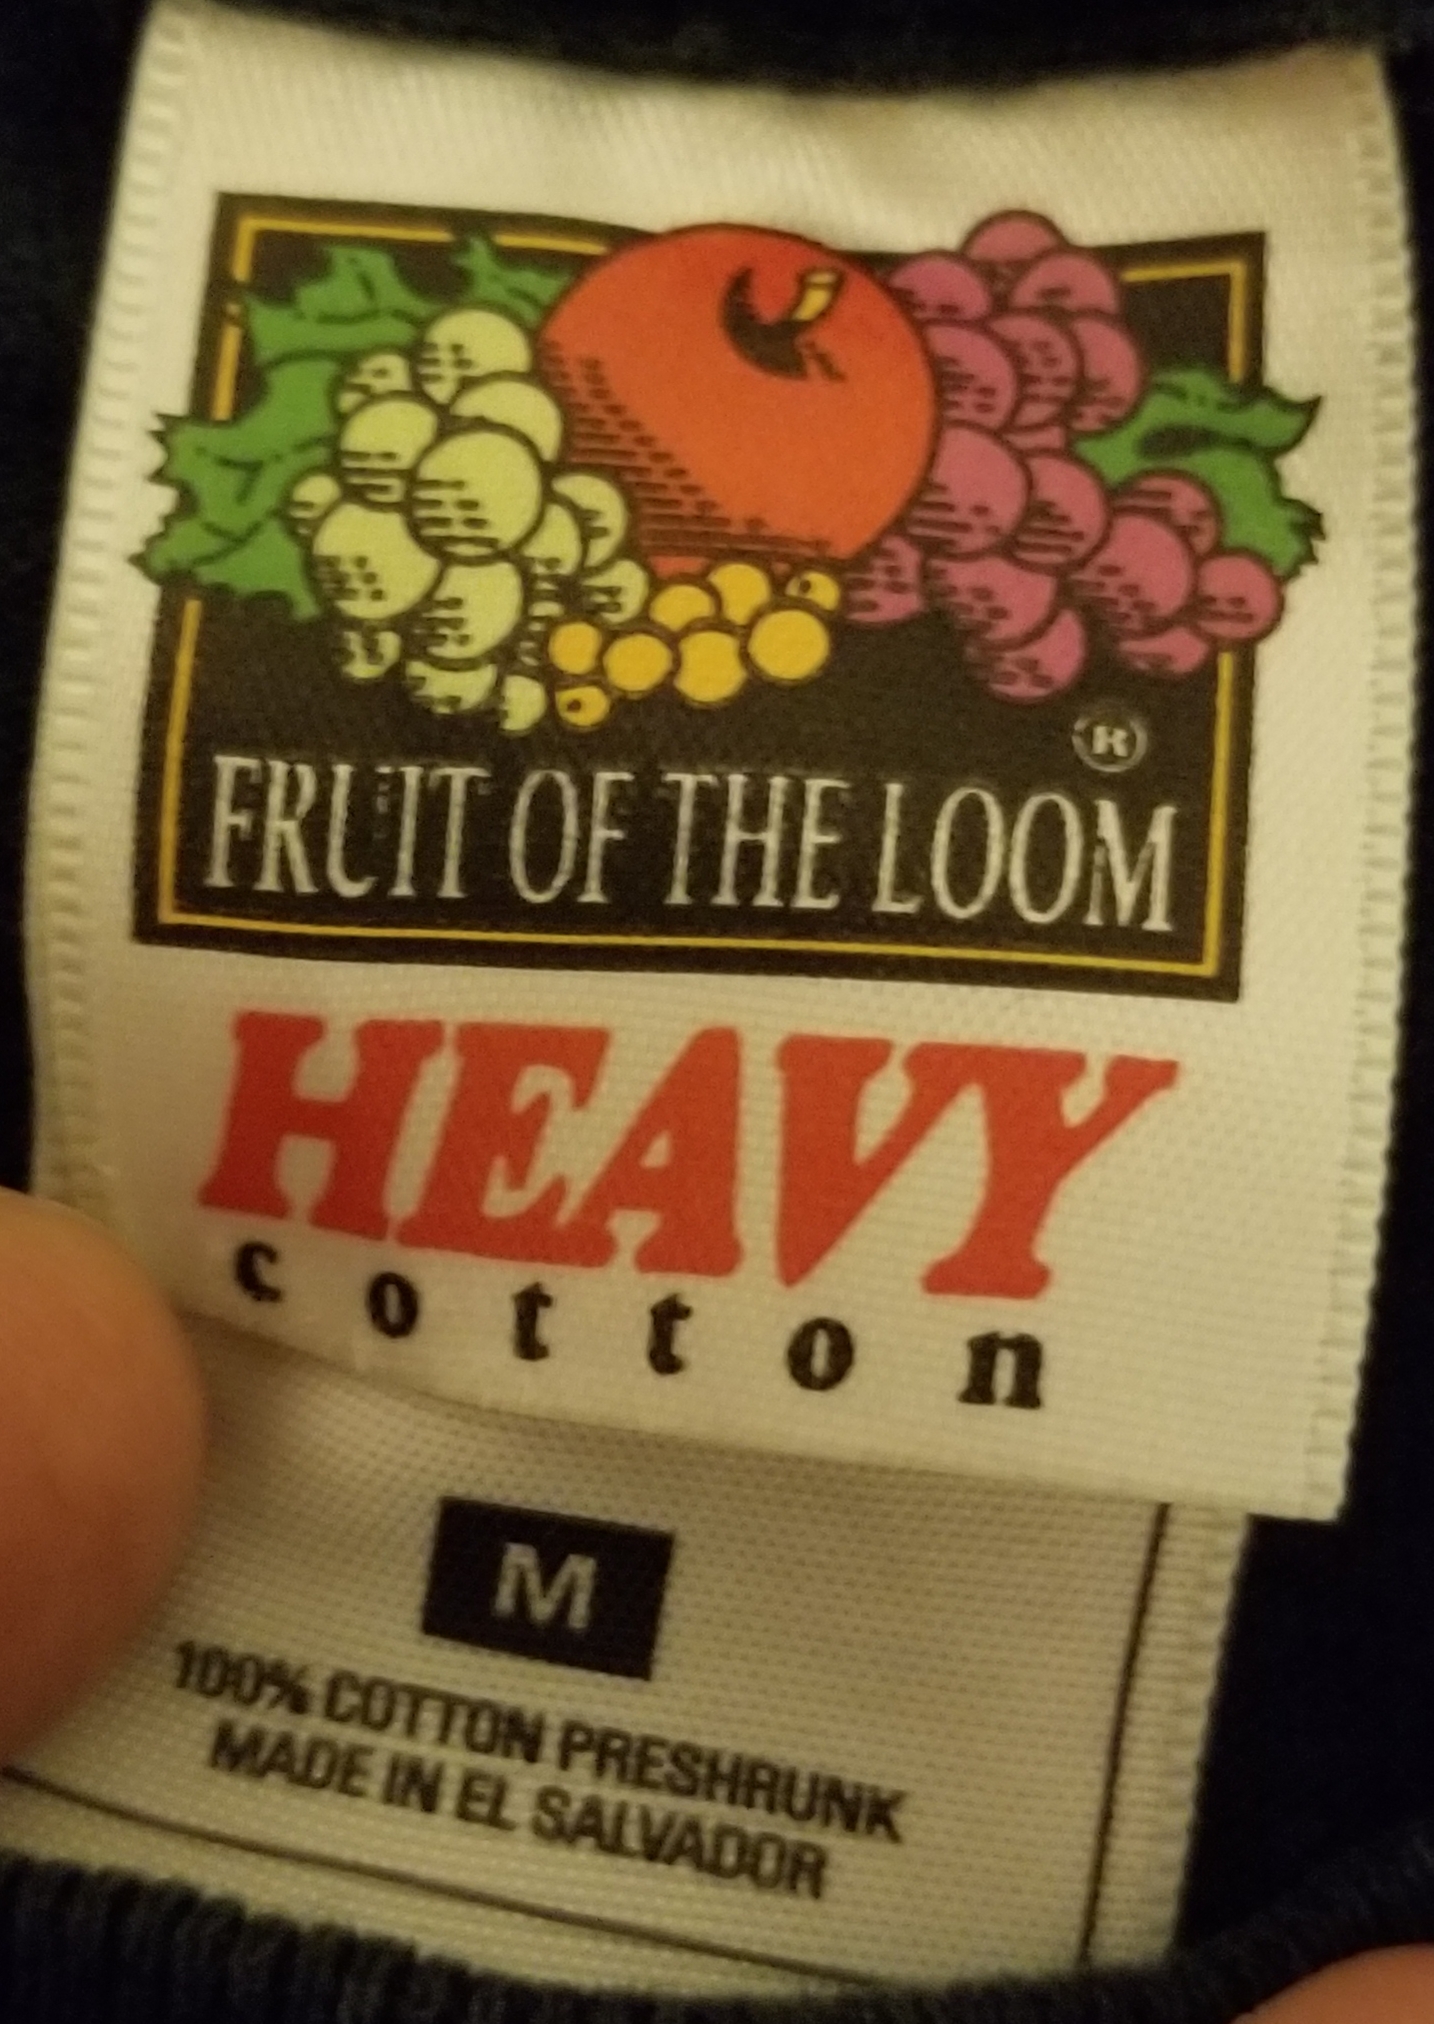 ®
FRUIT OF THE LOOM
HEAVY
cotton
M
100% COTTON PRESHRUNK
MADE IN EL SALVADOR